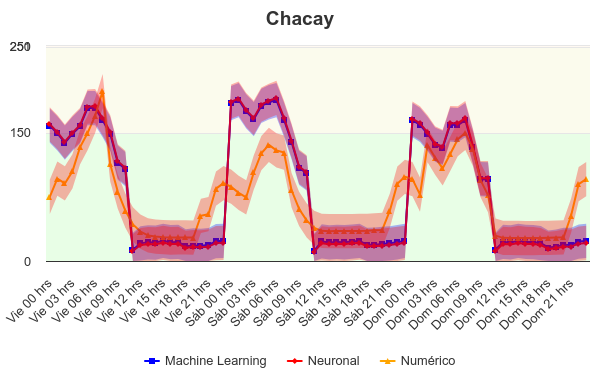 Chacay
250
150
0
Vie 00 hrs
Vie 03 hrs
Vie 06 hrs
Vie 09 hrs
Vie 12 hrs
Vie 15 hrs
Vie 18 hrs
Vie 21 hrs
Sáb 00 hrs
Sáb 03 hrs
Sáb 06 hrs
Sáb 09 hrs
Sáb 12 hrs
Sáb 15 hrs
Sáb 18 hrs
Sáb 21 hrs
Dom 00 hrs
Dom 03 hrs
Dom 06 hrs
Dom 09 hrs
Dom 12 hrs
Dom 15 hrs
Dom 18 hrs
Dom 21 hrs
Machine Learning Neuronal Numérico